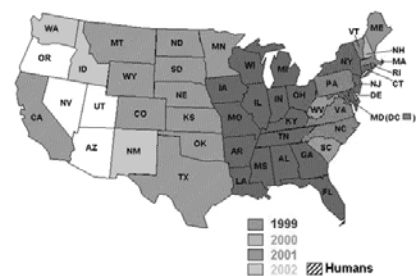 WA
MT
ND
MN
VT
ME
OR
ID
WY
SD
WI
MI
NY
NH
MA
RI
CT
NV
UT
CO
NE
IA
IL
IN
OH
PA
NJ
DE
MD(DC)
CA
KS
MO
KY
WV
VA
AZ
NM
OK
AR
TN
NC
SC
TX
LA
MS
AL
GA
FL
1999
2000
2001
2002
Humans